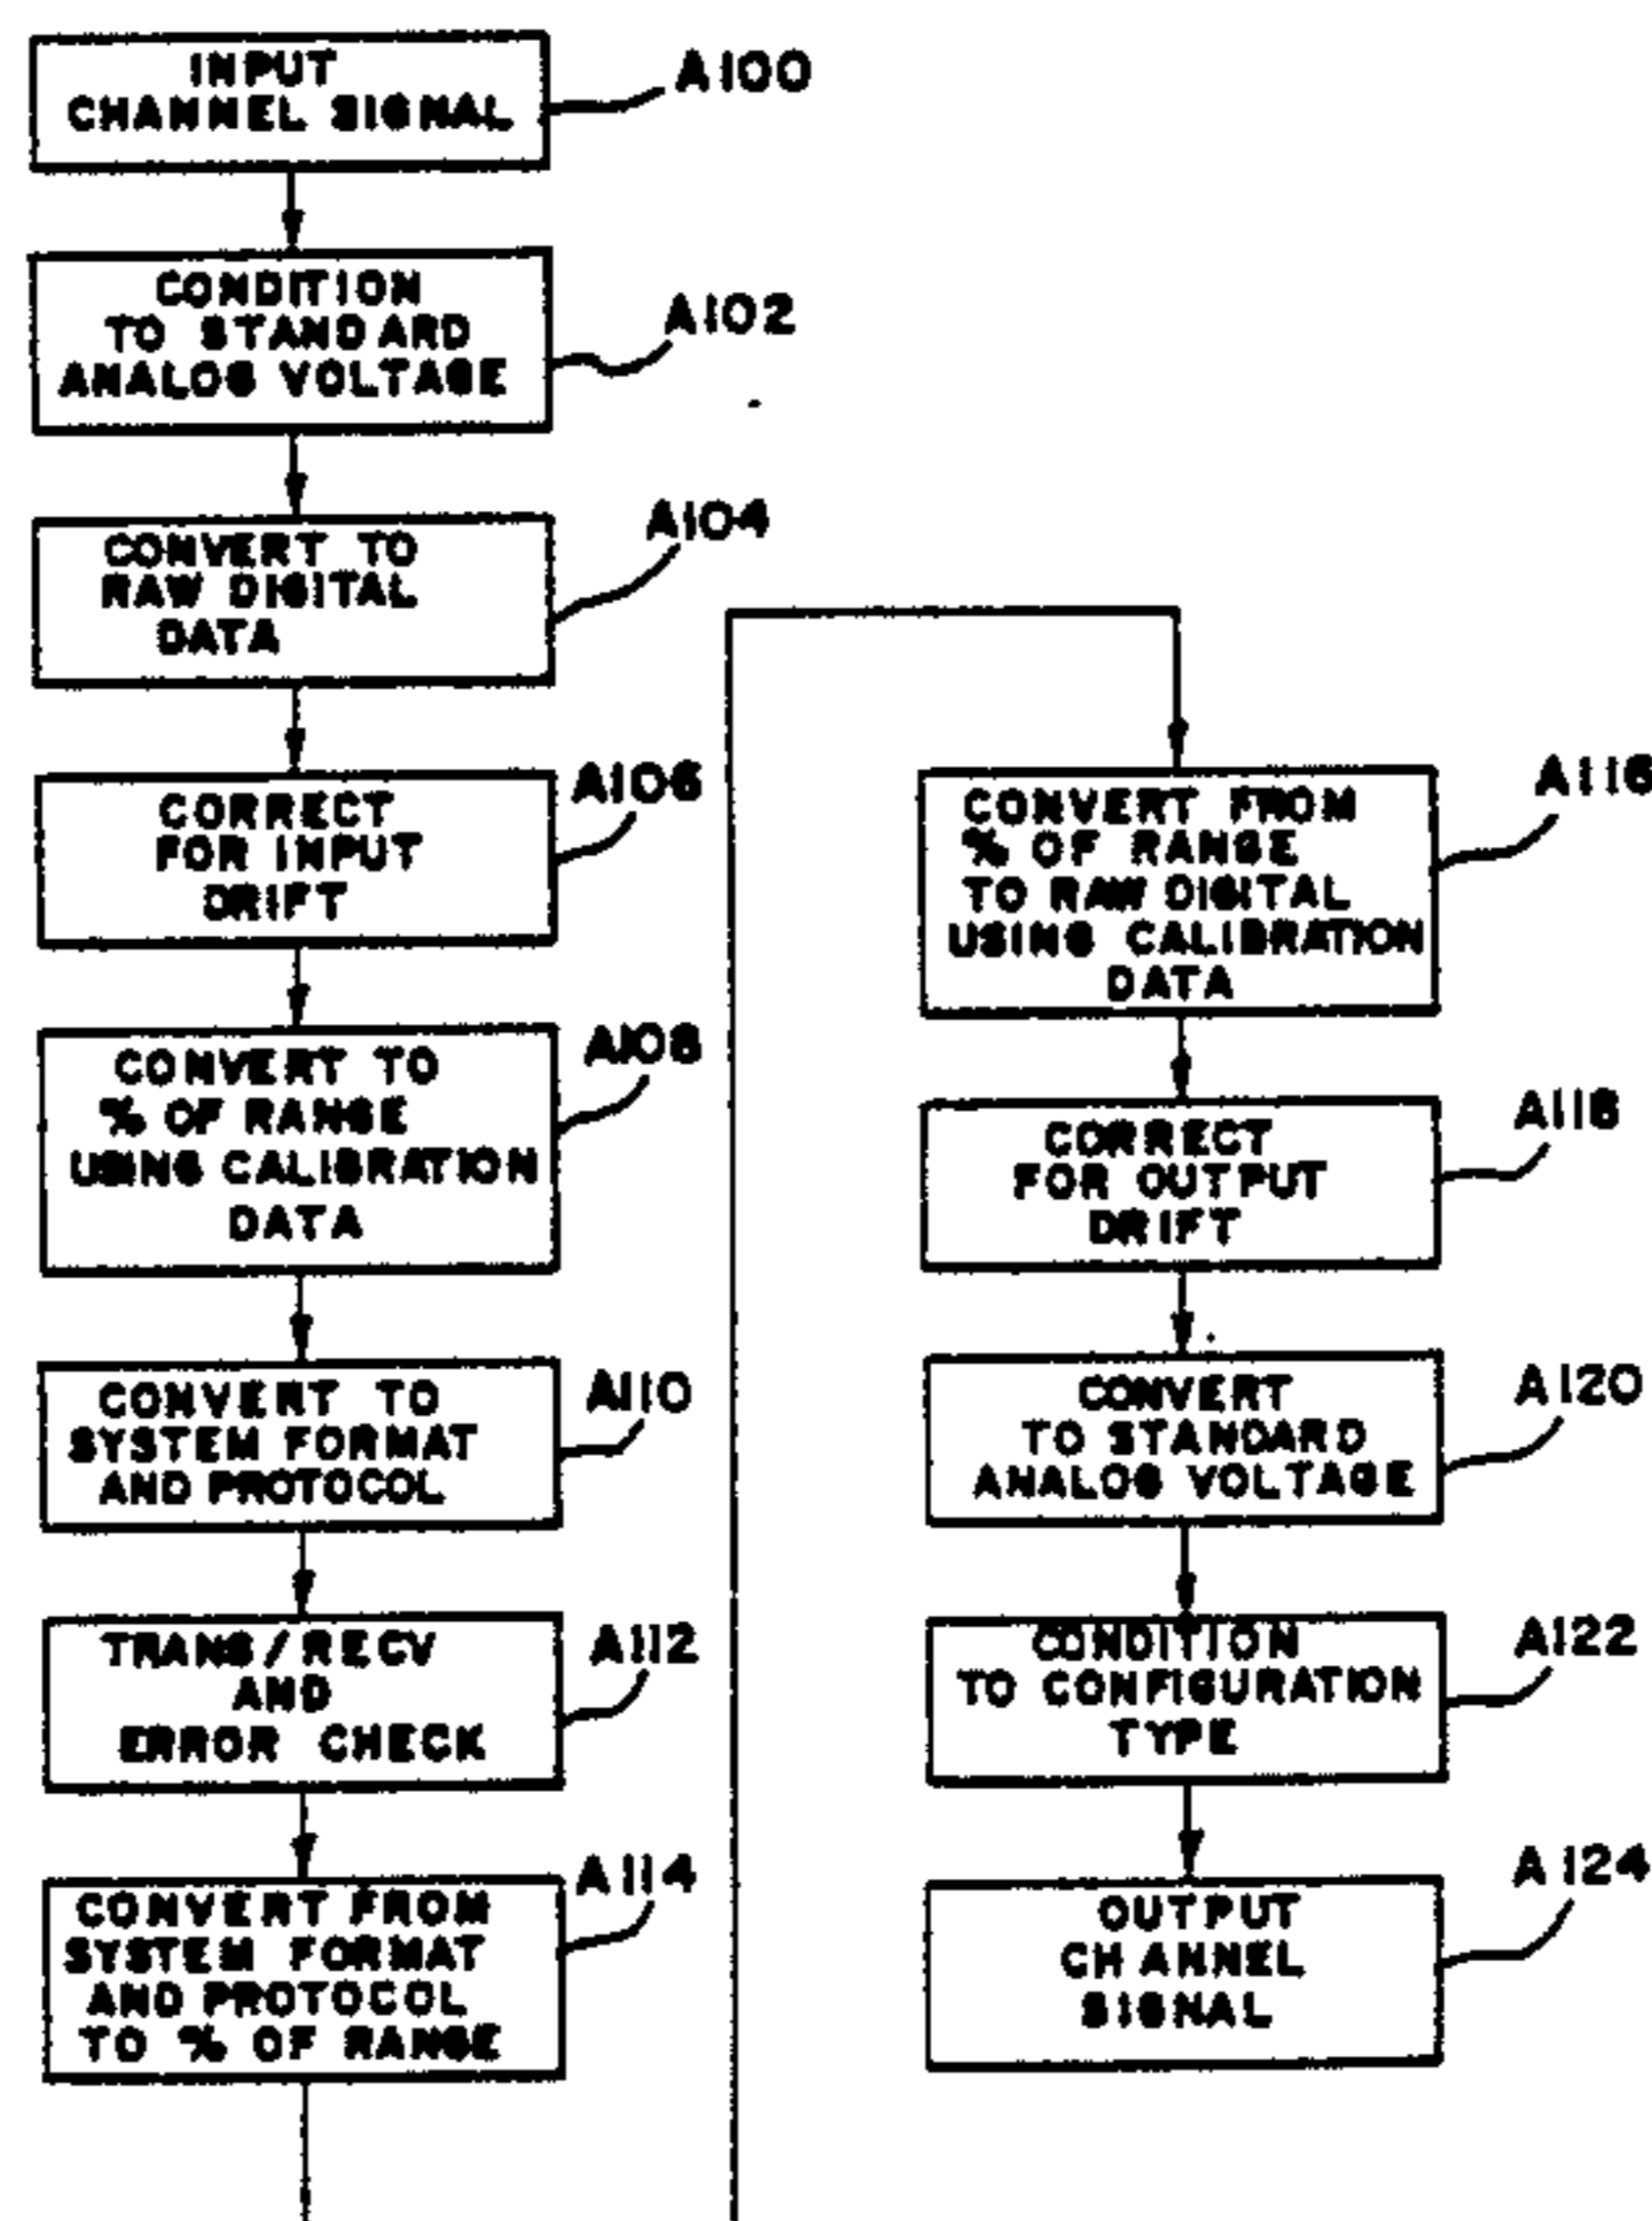 INPUT
CHANNEL SIGNAL
A100
CONDITION
TO STANDARD
ANALOG VOLTAGE
A102
CONVERT TO
RAW DIGITAL
DATA
A104
CORRECT
FOR INPUT
DRIFT
A106
CONVERT TO
% OF RANGE
USING CALIBRATION
DATA
A108
CONVERT TO
SYSTEM FORMAT
AND PROTOCOL
A110
TRANS/RECV
AND
ERROR CHECK
A112
CONVERT FROM
SYSTEM FORMAT
AND PROTOCOL
TO % OF RANGE
A114
CONVERT FROM
% OF RANGE
TO RAW DIGITAL
USING CALIBRATION
DATA
A116
CORRECT
FOR OUTPUT
DRIFT
A118
CONVERT
TO STANDARD
ANALOG VOLTAGE
A120
CONDITION
TO CONFIGURATION
TYPE
A122
OUTPUT
CHANNEL
SIGNAL
A124